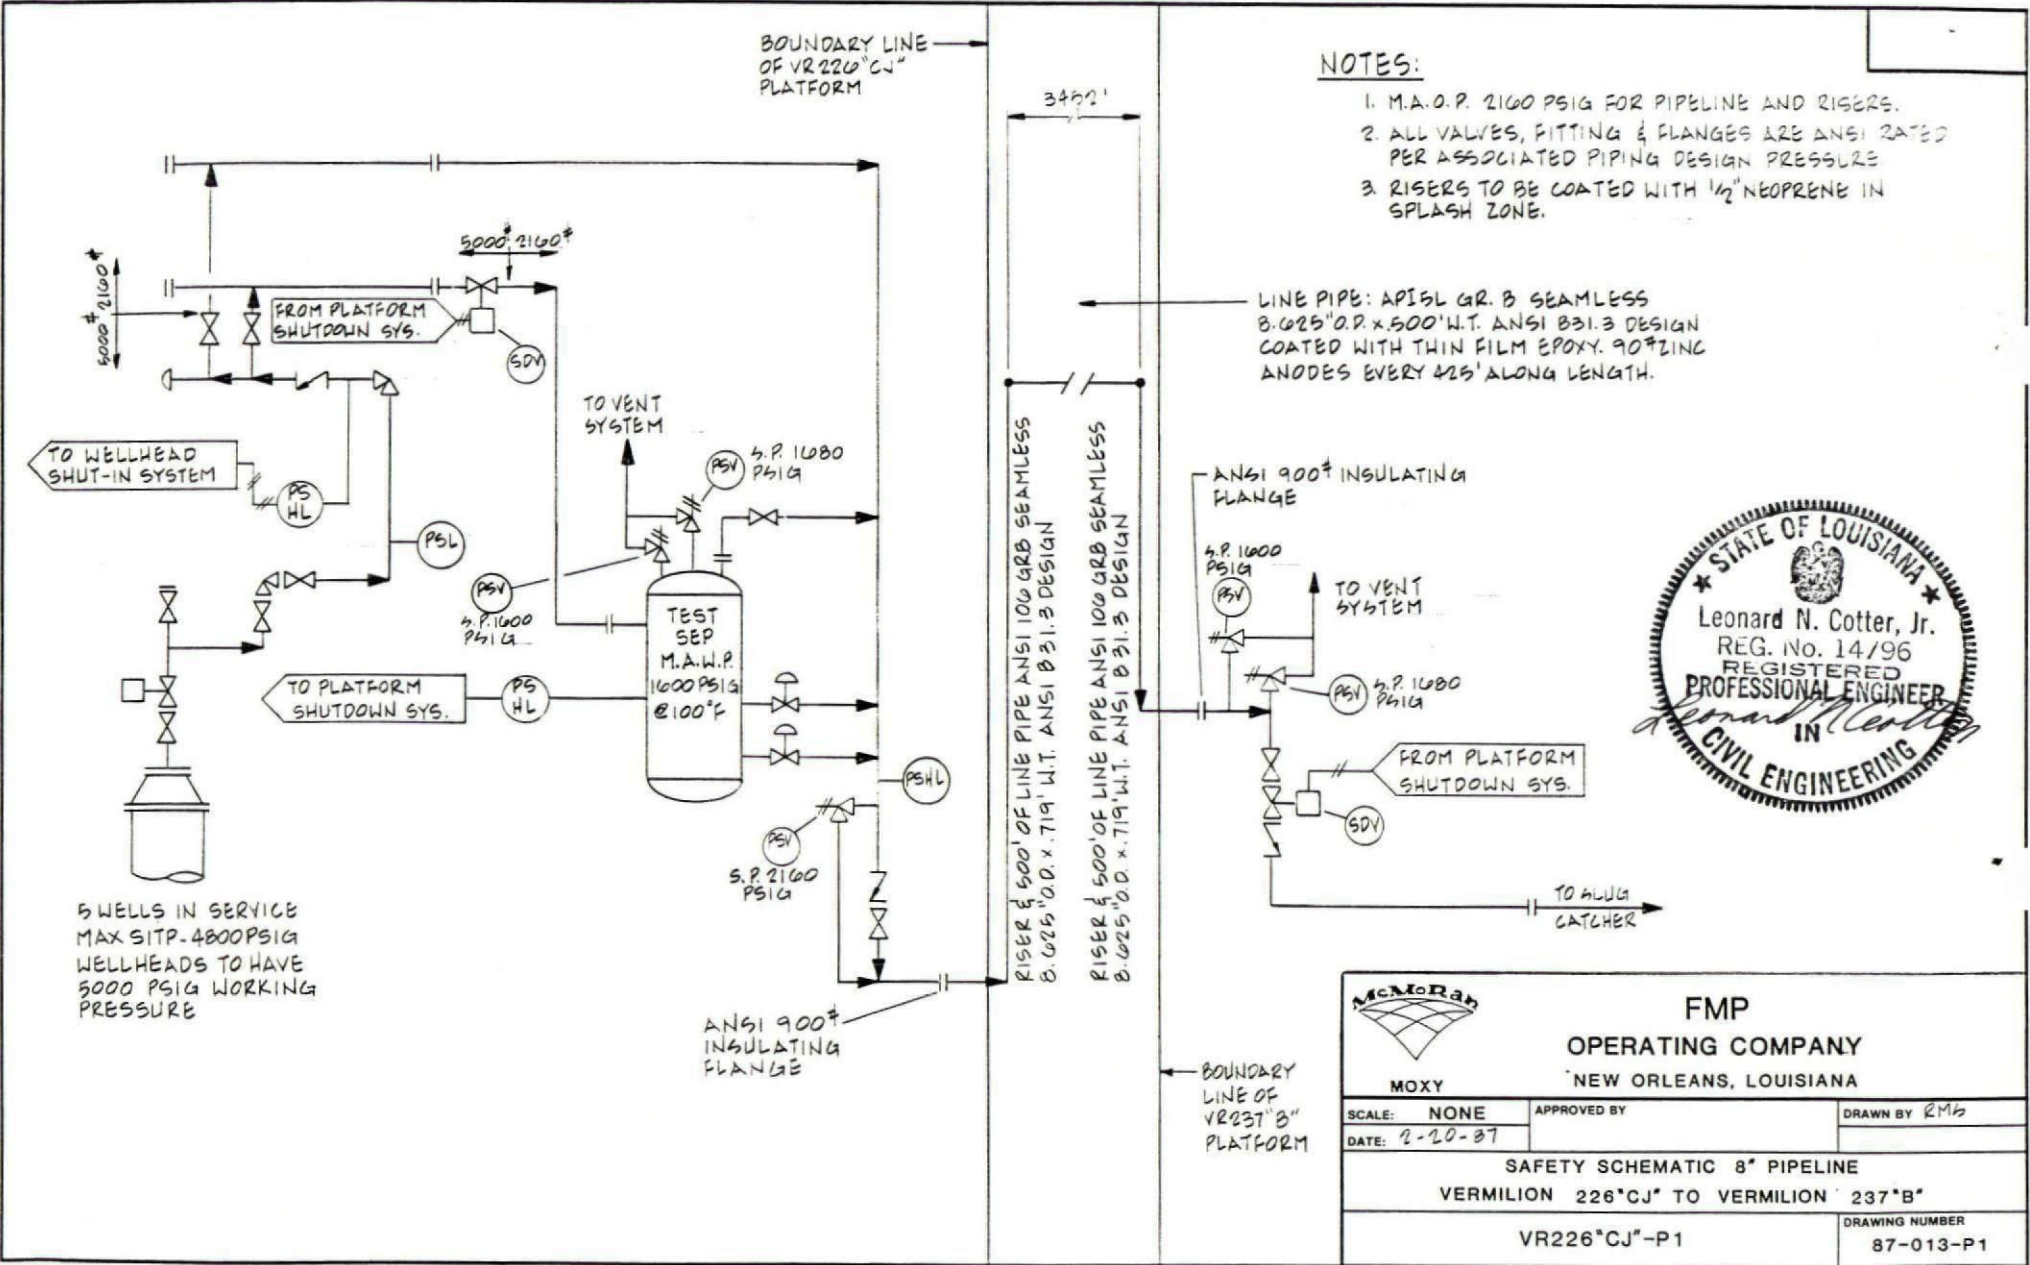 BOUNDARY LINE
OF VR226"CJ"
PLATFORM
3452'
NOTES:
1. M.A.O.P. 2160 PSIG FOR PIPELINE AND RISERS.
2. ALL VALVES, FITTING & FLANGES ARE ANSI RATED
PER ASSOCIATED PIPING DESIGN PRESSURE
3. RISERS TO BE COATED WITH 1/2" NEOPRENE IN
SPLASH ZONE.
5000# 2160#
5000# 2160#
FROM PLATFORM
SHUTDOWN SYS.
SDV
LINE PIPE: API5L GR. B SEAMLESS
8.625"O.D. x .500"W.T. ANSI B31.3 DESIGN
COATED WITH THIN FILM EPOXY. 90# ZINC
ANODES EVERY 425' ALONG LENGTH.
TO VENT
SYSTEM
PSV
S.P. 1680
PSIG
TO WELLHEAD
SHUT-IN SYSTEM
PS
HL
PSL
PSV
S.P. 1600
PSIG
TEST
SEP
M.A.W.P.
1600 PSIG
@100°F
TO PLATFORM
SHUTDOWN SYS.
PS
HL
PSHL
PSV
S.P. 2160
PSIG
RISER & 500' OF LINE PIPE ANSI 106 GRB SEAMLESS
8.625"O.D. x .719" W.T. ANSI B31.3 DESIGN
RISER & 500' OF LINE PIPE ANSI 106 GRB SEAMLESS
8.625"O.D. x .719" W.T. ANSI B31.3 DESIGN
ANSI 900# INSULATING
FLANGE
S.P. 1600
PSIG
PSV
TO VENT
SYSTEM
PSV
S.P. 1680
PSIG
FROM PLATFORM
SHUTDOWN SYS.
SDV
TO SLUG
CATCHER
STATE OF LOUISIANA
Leonard N. Cotter, Jr.
REG. No. 14796
REGISTERED
PROFESSIONAL ENGINEER
IN
CIVIL ENGINEERING
5 WELLS IN SERVICE
MAX SITP-4800PSIG
WELLHEADS TO HAVE
5000 PSIG WORKING
PRESSURE
ANSI 900#
INSULATING
FLANGE
BOUNDARY
LINE OF
VR237"B"
PLATFORM
McMoRan
MOXY
FMP
OPERATING COMPANY
NEW ORLEANS, LOUISIANA
SCALE: NONE
APPROVED BY
DRAWN BY RMS
DATE: 2-20-87
SAFETY SCHEMATIC 8" PIPELINE
VERMILION 226"CJ" TO VERMILION 237"B"
VR226"CJ"-P1
DRAWING NUMBER
87-013-P1